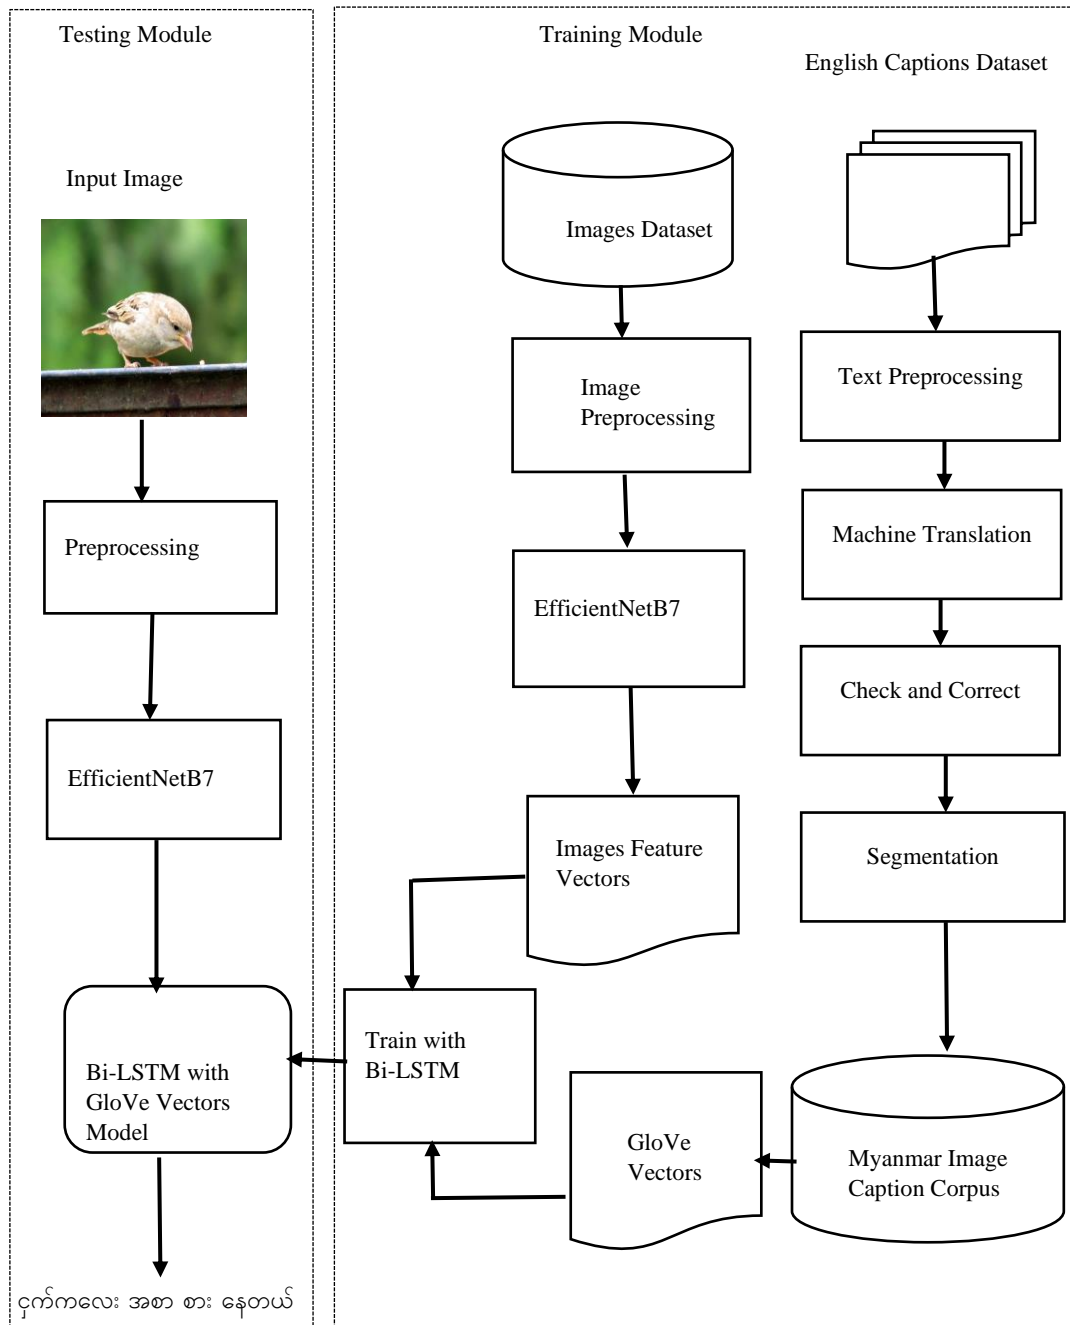 Testing Module
Input Image
Preprocessing
EfficientNetB7
Bi-LSTM with
GloVe Vectors
Model
ငှက်ကလေး အစာ စား နေတယ်
Training Module
English Captions Dataset
Images Dataset
Image
Preprocessing
EfficientNetB7
Images Feature
Vectors
Train with
Bi-LSTM
Text Preprocessing
Machine Translation
Check and Correct
Segmentation
Myanmar Image
Caption Corpus
GloVe
Vectors